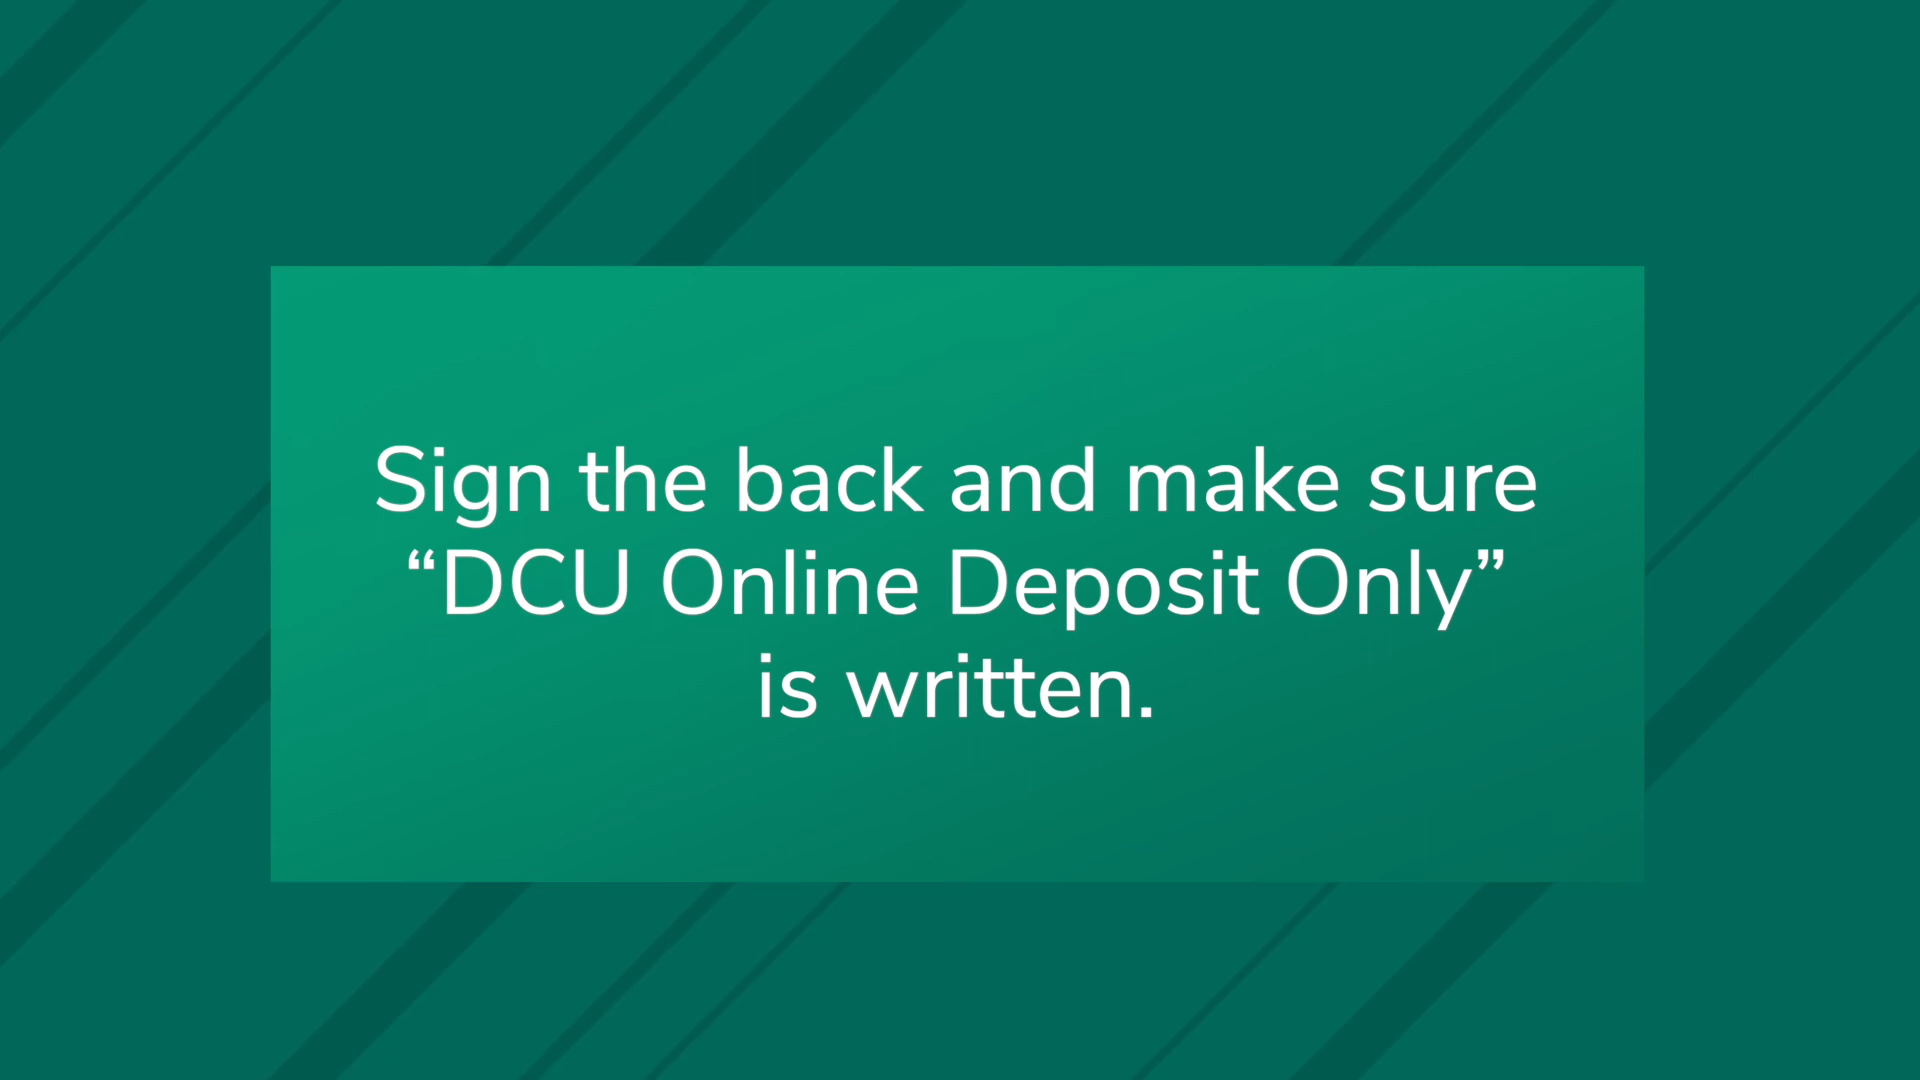 Sign the back and make sure
“DCU Online Deposit Only”
is written.